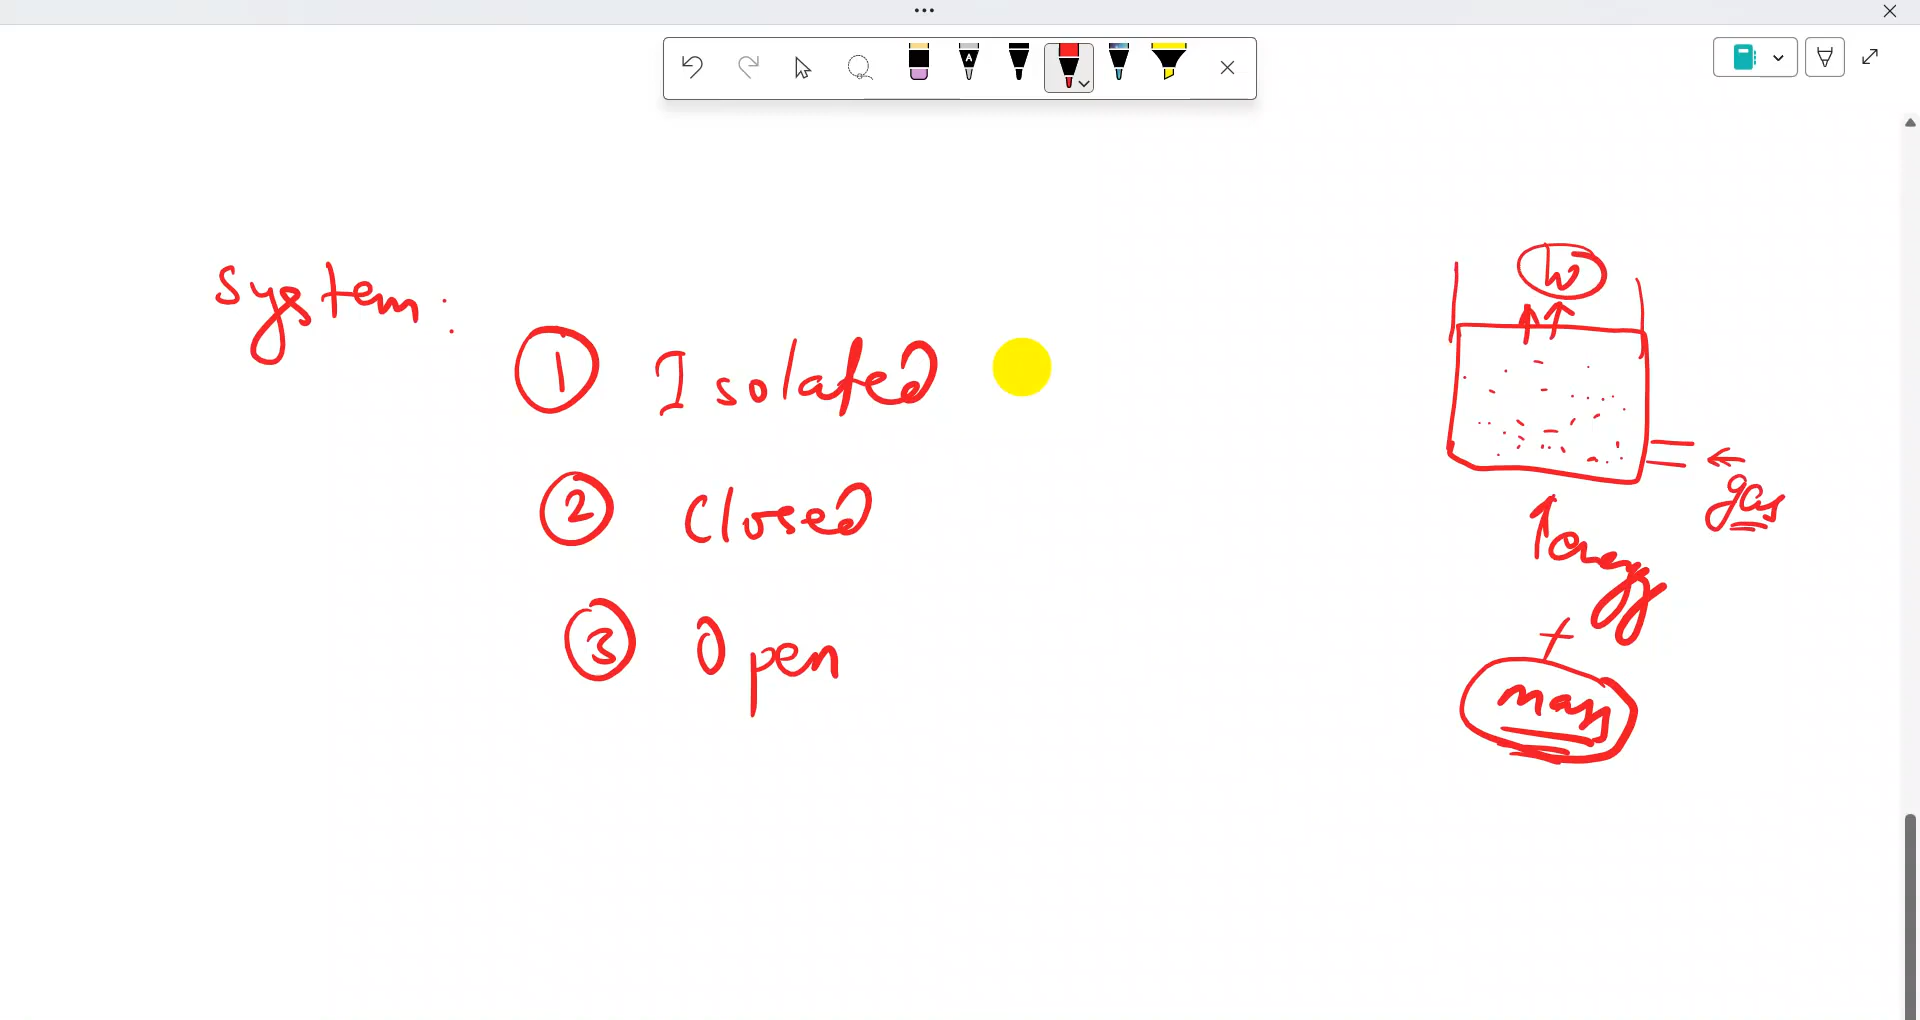 System:
① Isolated
② Closed
③ Open
W
gas
energy
+
mass
A